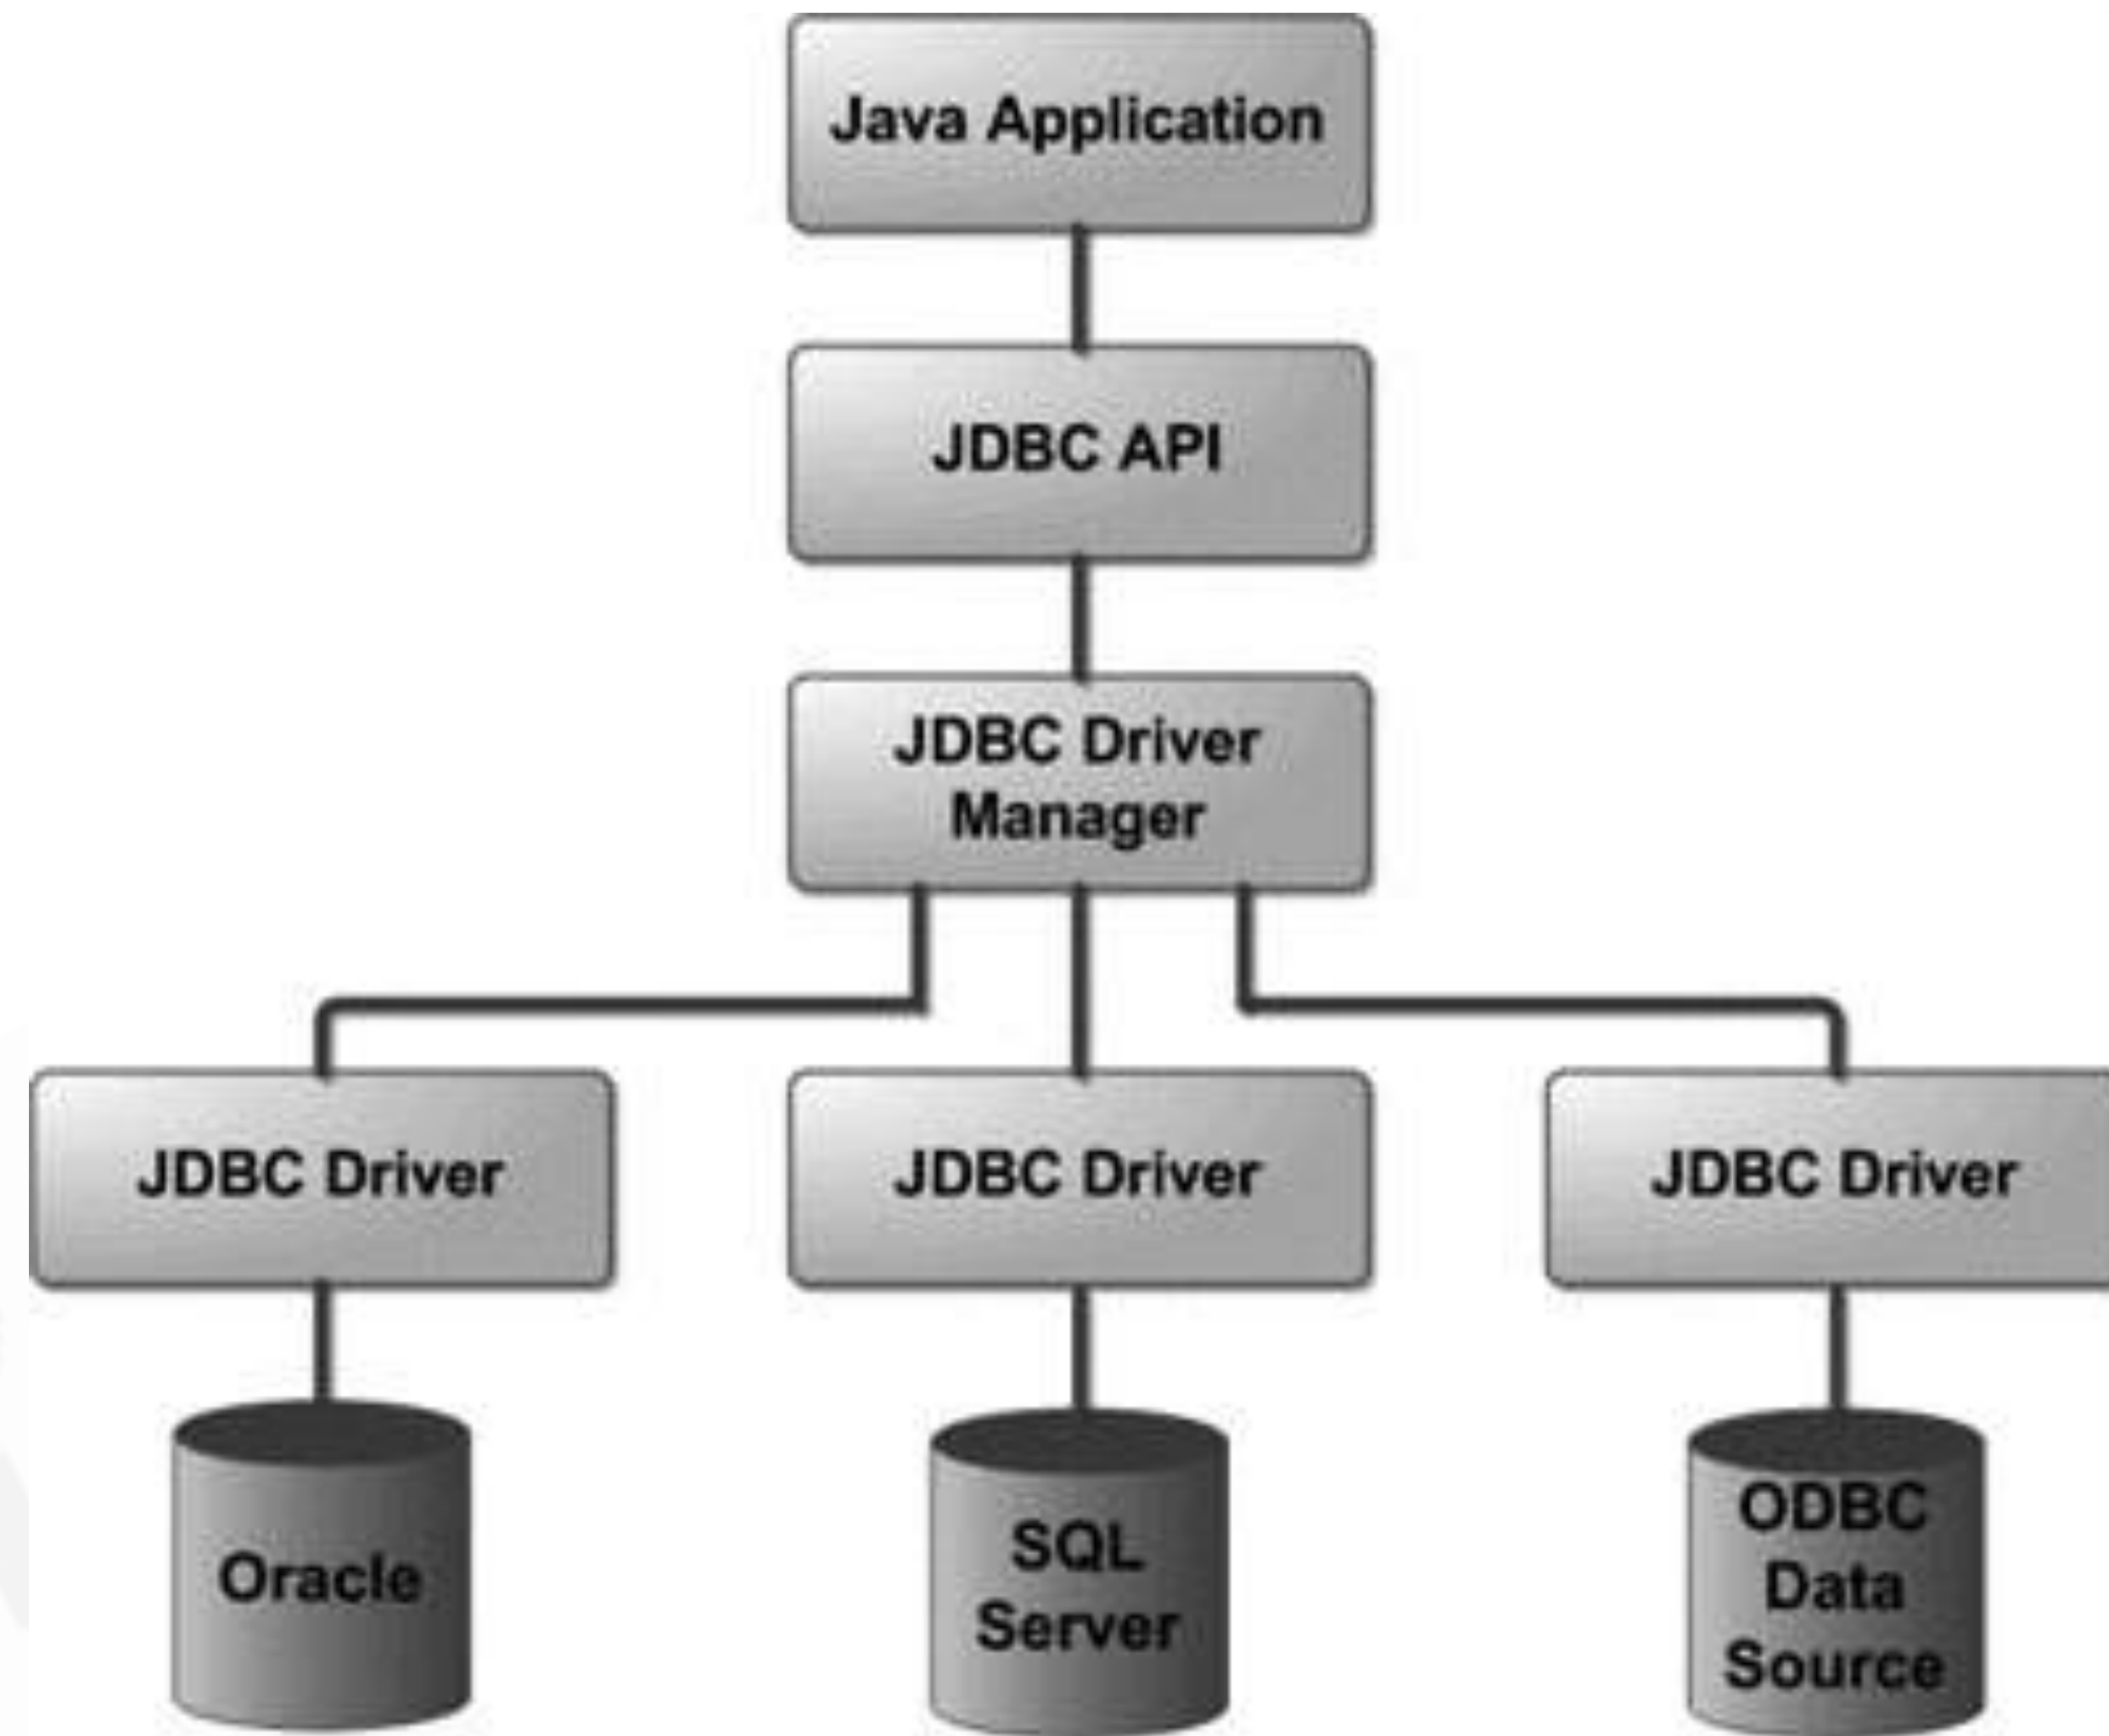 Java Application
JDBC API
JDBC Driver
Manager
JDBC Driver
JDBC Driver
JDBC Driver
Oracle
SQL
Server
ODBC
Data
Source